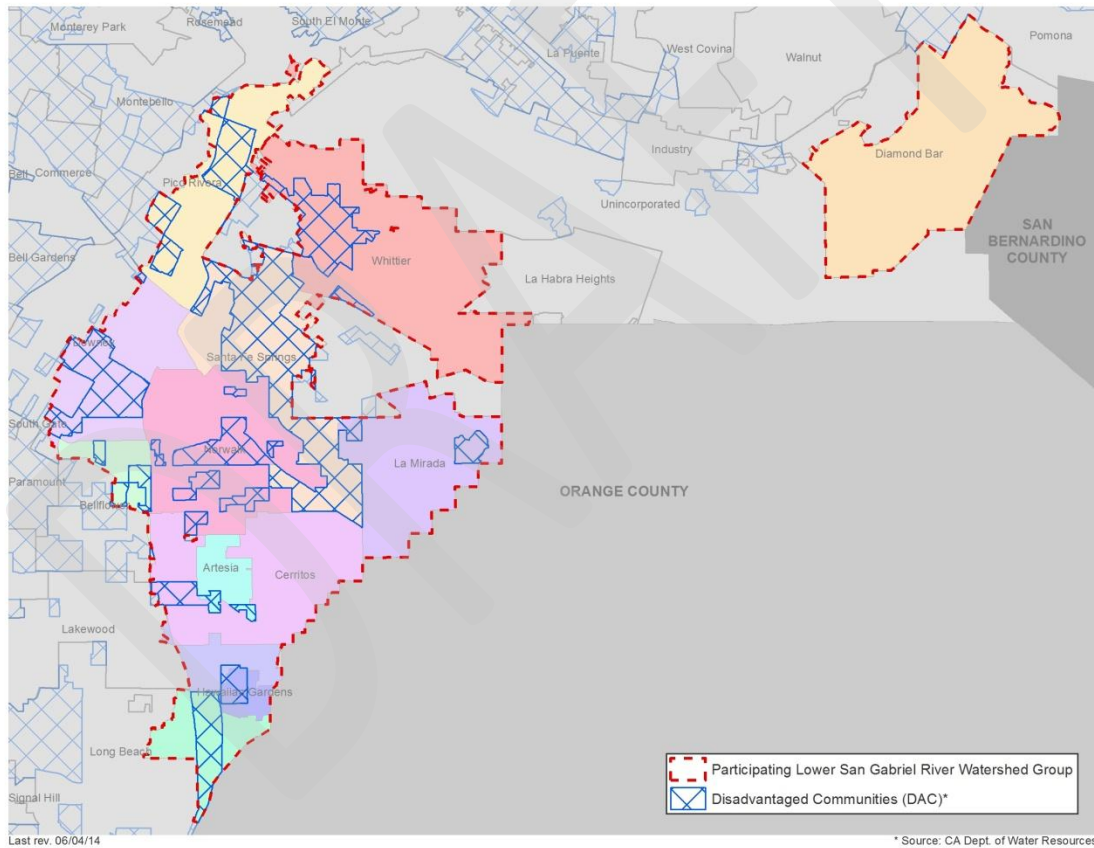 Rosemead
South El Monte
Monterey Park
Pomona
West Covina
La Puente
Walnut
Montebello
Industry
Diamond Bar
Bell
Commerce
Pico Rivera
Unincorporated
SAN
BERNARDINO
COUNTY
Bell Gardens
Whittier
La Habra Heights
Downey
Santa Fe Springs
South Gate
Norwalk
La Mirada
Paramount
ORANGE COUNTY
Bellflower
Artesia
Cerritos
Lakewood
Hawaiian Gardens
Long Beach
Participating Lower San Gabriel River Watershed Group
Disadvantaged Communities (DAC)*
Signal Hill
Last rev. 06/04/14
* Source: CA Dept. of Water Resources
DRAFT